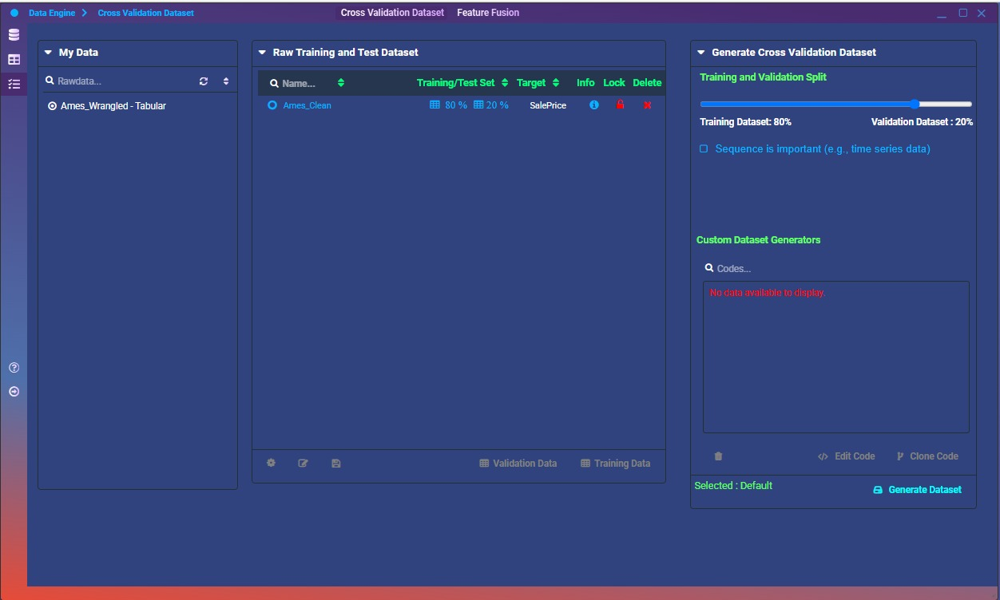 Data Engine > Cross Validation Dataset
Cross Validation Dataset Feature Fusion
My Data
Rawdata...
Ames_Wrangled - Tabular
Raw Training and Test Dataset
Name... Training/Test Set Target Info Lock Delete
Ames_Clean 80 % 20 % SalePrice
Validation Data Training Data
Generate Cross Validation Dataset
Training and Validation Split
Training Dataset: 80% Validation Dataset : 20%
Sequence is important (e.g., time series data)
Custom Dataset Generators
Codes...
No data available to display.
Edit Code Clone Code
Selected : Default Generate Dataset